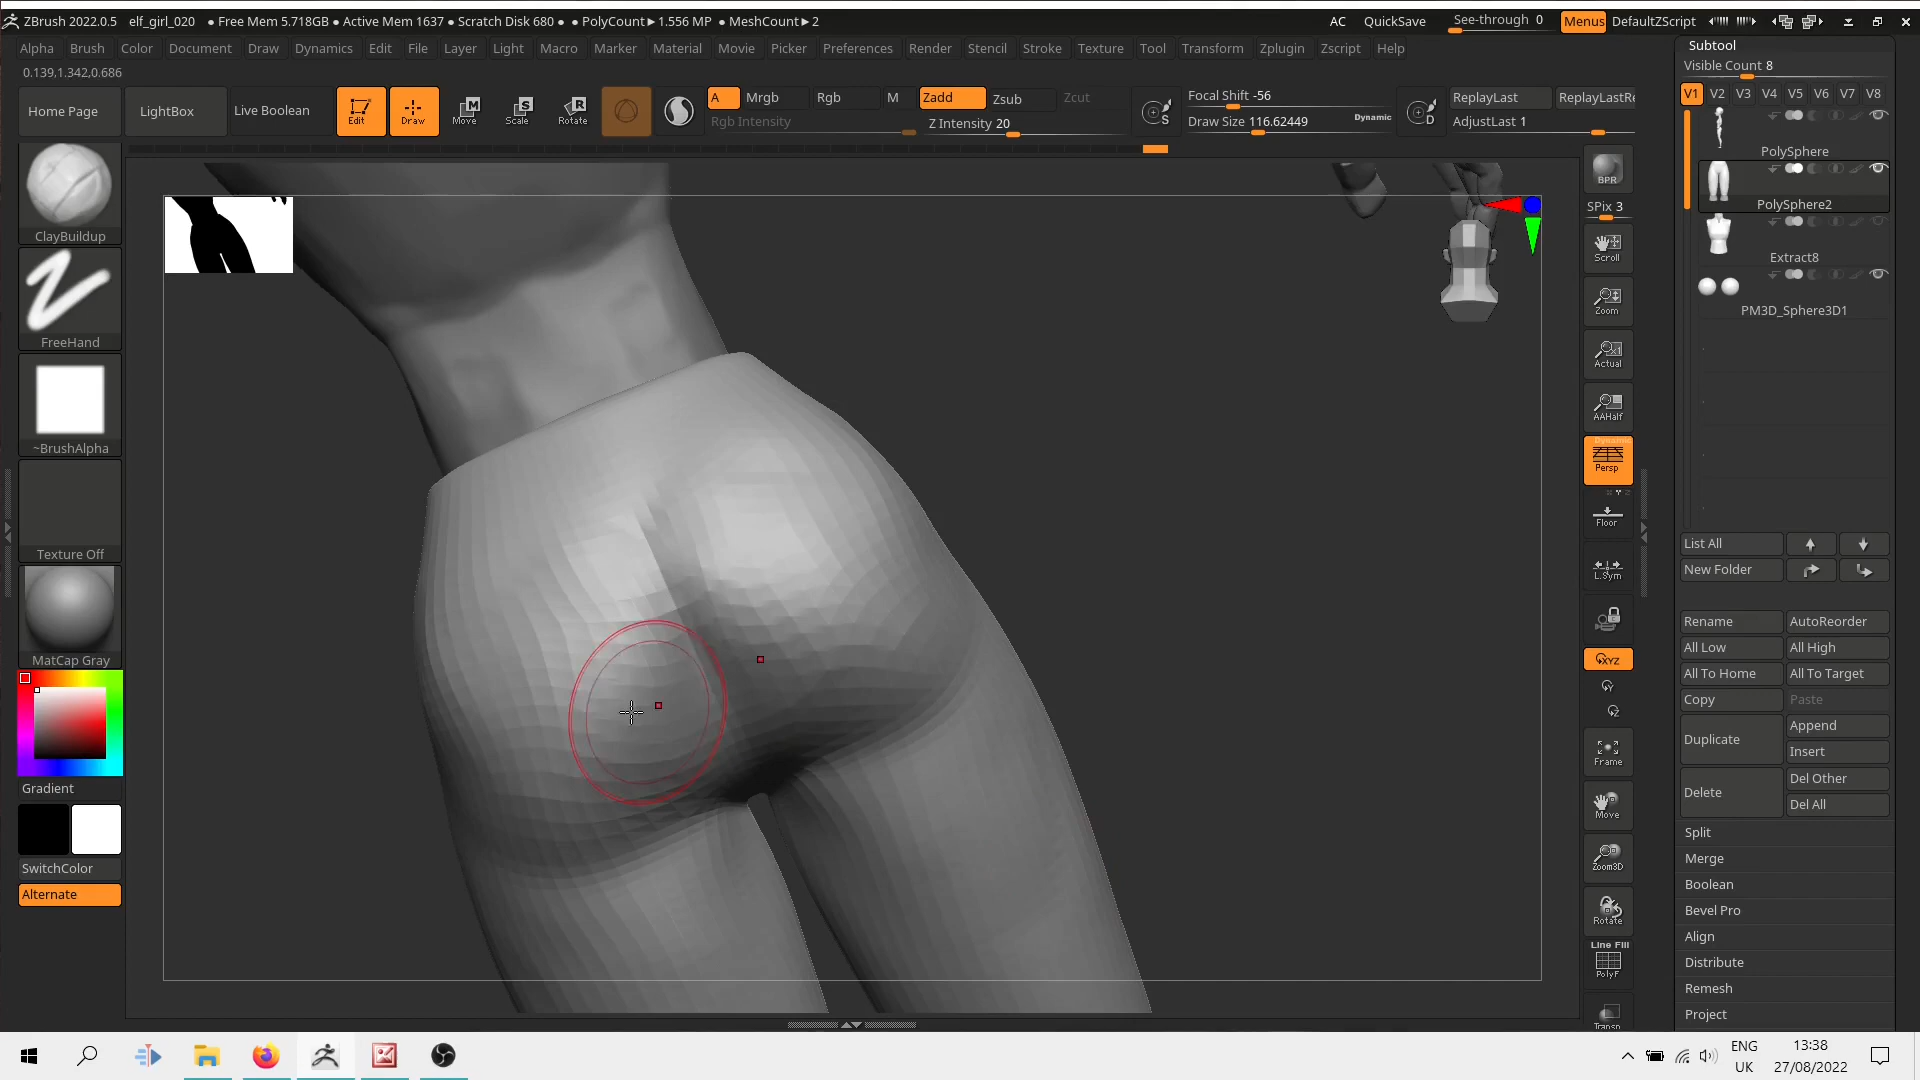 ZBrush 2022.0.5 elf_girl_020 • Free Mem 5.718GB • Active Mem 1637 • Scratch Disk 680 • • PolyCount►1.556 MP • MeshCount►2
AC QuickSave See-through 0 Menus DefaultZScript
Alpha Brush Color Document Draw Dynamics Edit File Layer Light Macro Marker Material Movie Picker Preferences Render Stencil Stroke Texture Tool Transform Zplugin Zscript Help
0.139,1.342,0.686
Home Page LightBox Live Boolean Edit Draw Move Scale Rotate
A Mrgb Rgb M Zadd Zsub Zcut
Rgb Intensity Z Intensity 20
Focal Shift -56
Draw Size 116.62449 Dynamic
ReplayLast ReplayLastRe
AdjustLast 1
ClayBuildup
FreeHand
~BrushAlpha
Texture Off
MatCap Gray
Gradient
SwitchColor
Alternate
BPR
SPix 3
Scroll
Zoom
Actual
AAHalf
Dynamic
Persp
Floor
L.Sym
XYZ
Frame
Move
Zoom3D
Rotate
Line Fill
PolyF
Transp
Subtool
Visible Count 8
V1 V2 V3 V4 V5 V6 V7 V8
PolySphere
PolySphere2
Extract8
PM3D_Sphere3D1
List All
New Folder
Rename AutoReorder
All Low All High
All To Home All To Target
Copy Paste
Duplicate Append
Insert
Delete Del Other
Del All
Split
Merge
Boolean
Bevel Pro
Align
Distribute
Remesh
Project
ENG
UK
13:38
27/08/2022